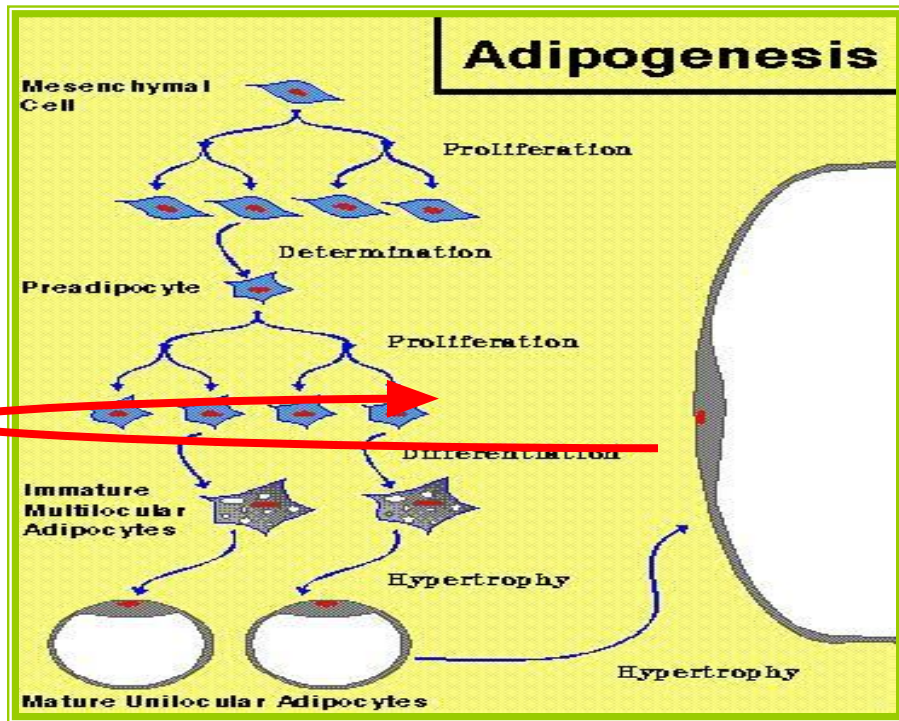 Adipogenesis
Mesenchymal
Cell
Proliferation
Determination
Preadipocyte
Proliferation
Differentiation
Immature
Multilocular
Adipocytes
Hypertrophy
Hypertrophy
Mature Unilocular Adipocytes